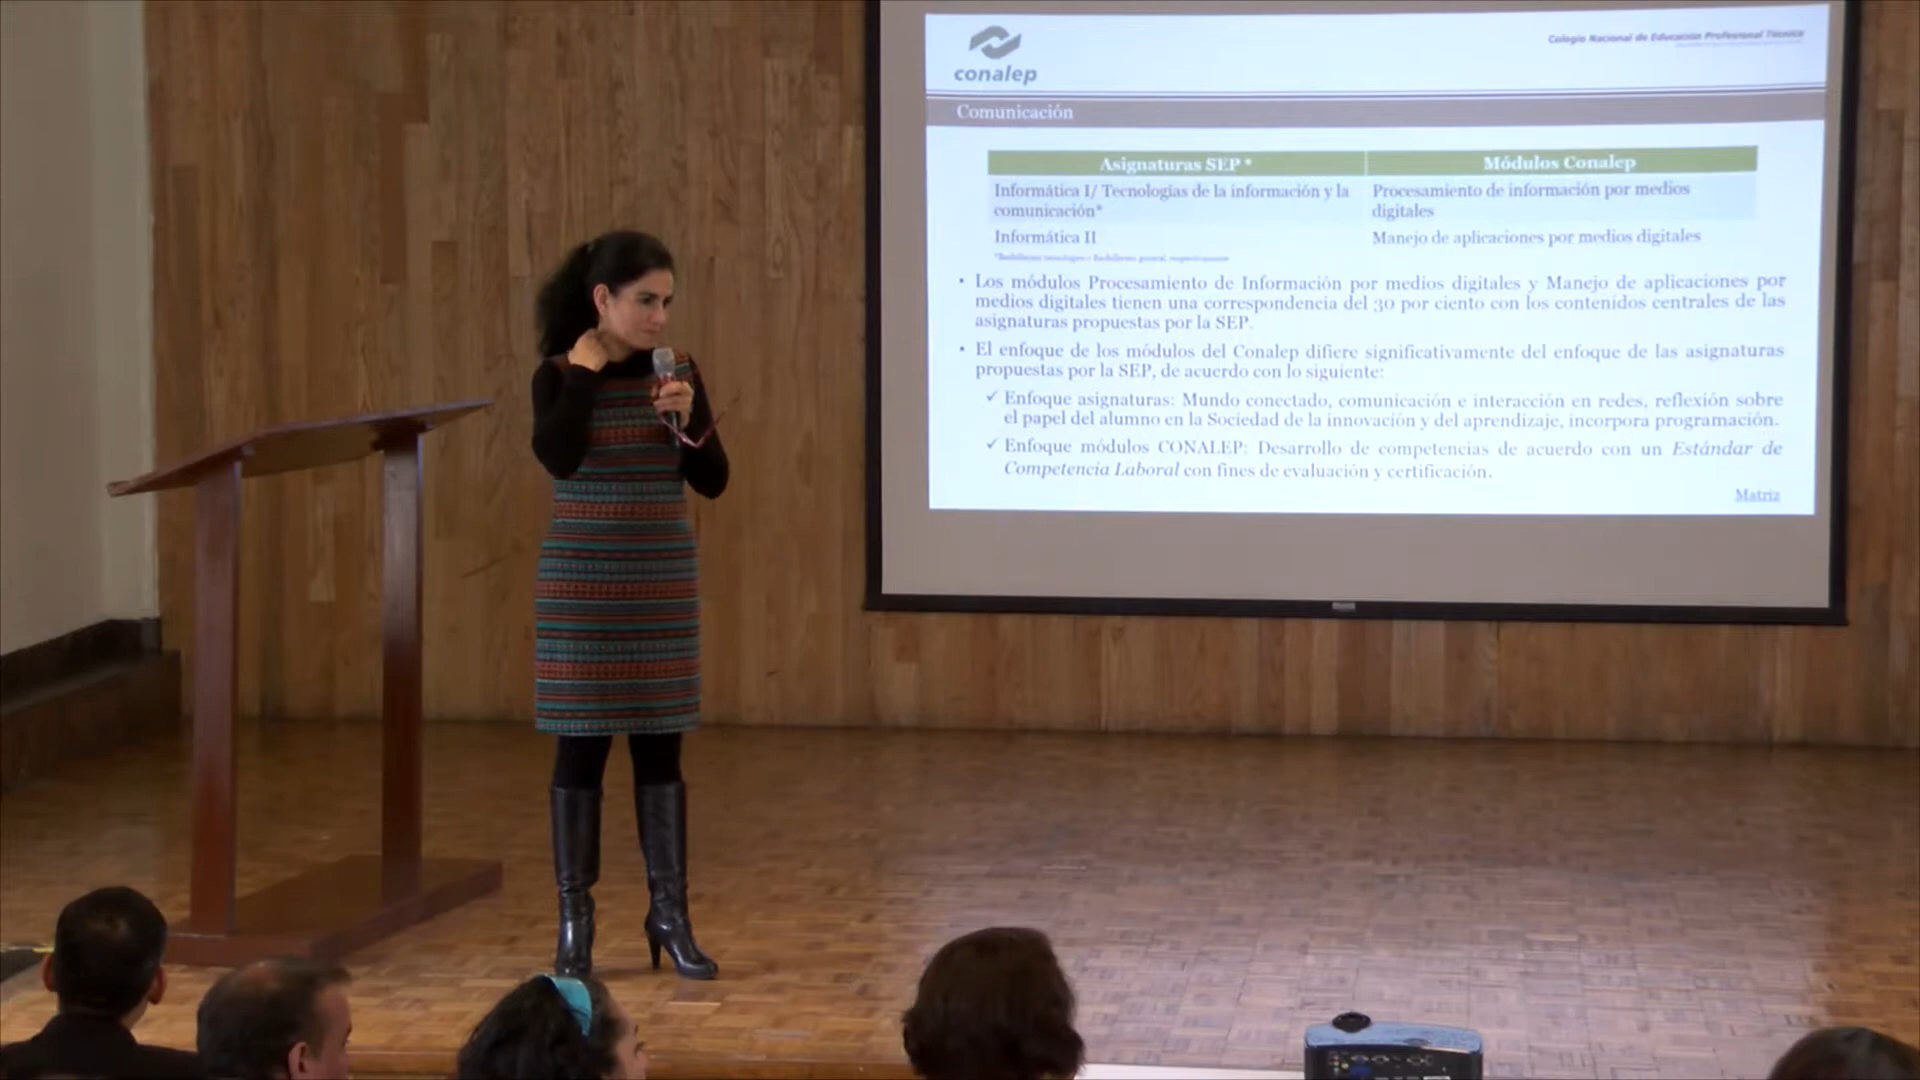 conalep
Colegio Nacional de Educación Profesional Técnica
Comunicación
Asignaturas SEP *
Módulos Conalep
Informática I/ Tecnologías de la información y la
comunicación*
Procesamiento de información por medios
digitales
Informática II
Manejo de aplicaciones por medios digitales
*Bachillerato tecnológico y Bachillerato general, respectivamente
• Los módulos Procesamiento de Información por medios digitales y Manejo de aplicaciones por
medios digitales tienen una correspondencia del 30 por ciento con los contenidos centrales de las
asignaturas propuestas por la SEP.
• El enfoque de los módulos del Conalep difiere significativamente del enfoque de las asignaturas
propuestas por la SEP, de acuerdo con lo siguiente:
✓ Enfoque asignaturas: Mundo conectado, comunicación e interacción en redes, reflexión sobre
el papel del alumno en la Sociedad de la innovación y del aprendizaje, incorpora programación.
✓ Enfoque módulos CONALEP: Desarrollo de competencias de acuerdo con un Estándar de
Competencia Laboral con fines de evaluación y certificación.
Matriz